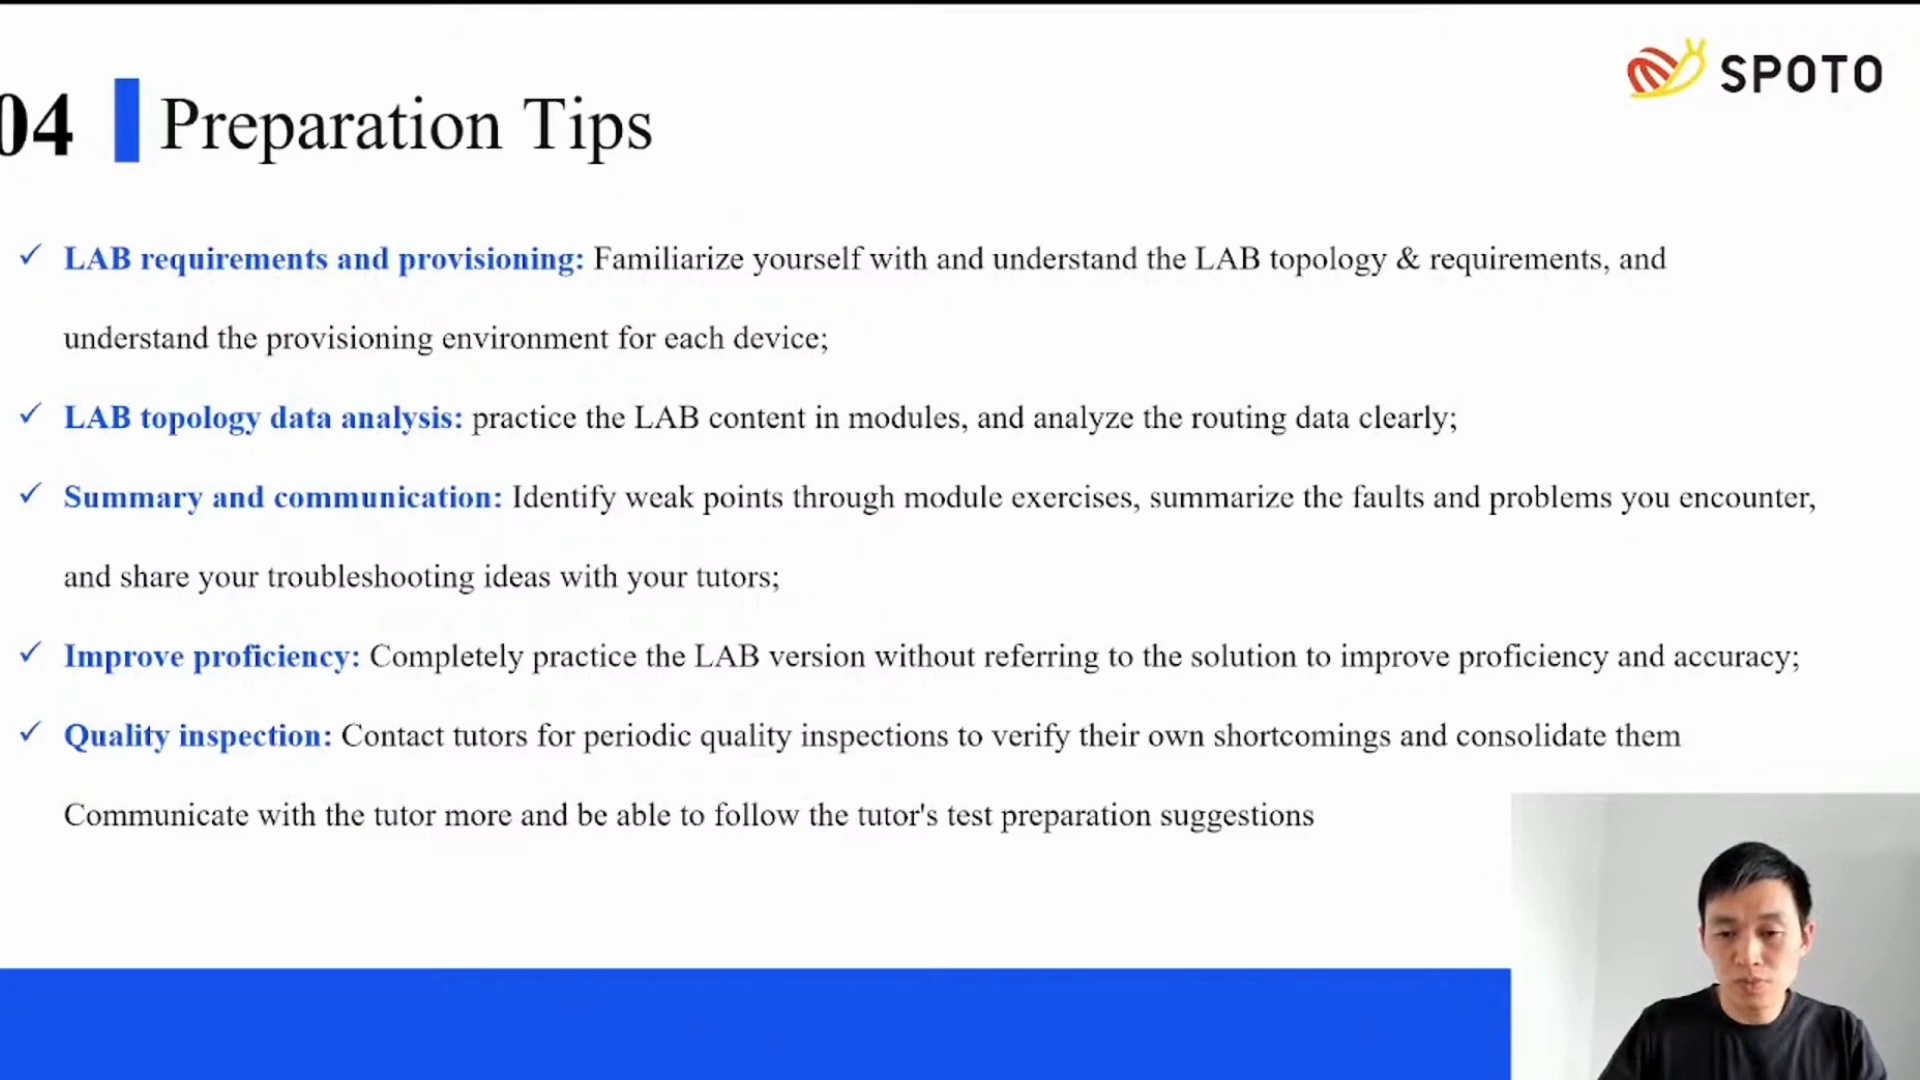 SPOTO
04 Preparation Tips
✓ LAB requirements and provisioning: Familiarize yourself with and understand the LAB topology & requirements, and
understand the provisioning environment for each device;
✓ LAB topology data analysis: practice the LAB content in modules, and analyze the routing data clearly;
✓ Summary and communication: Identify weak points through module exercises, summarize the faults and problems you encounter,
and share your troubleshooting ideas with your tutors;
✓ Improve proficiency: Completely practice the LAB version without referring to the solution to improve proficiency and accuracy;
✓ Quality inspection: Contact tutors for periodic quality inspections to verify their own shortcomings and consolidate them
Communicate with the tutor more and be able to follow the tutor's test preparation suggestions